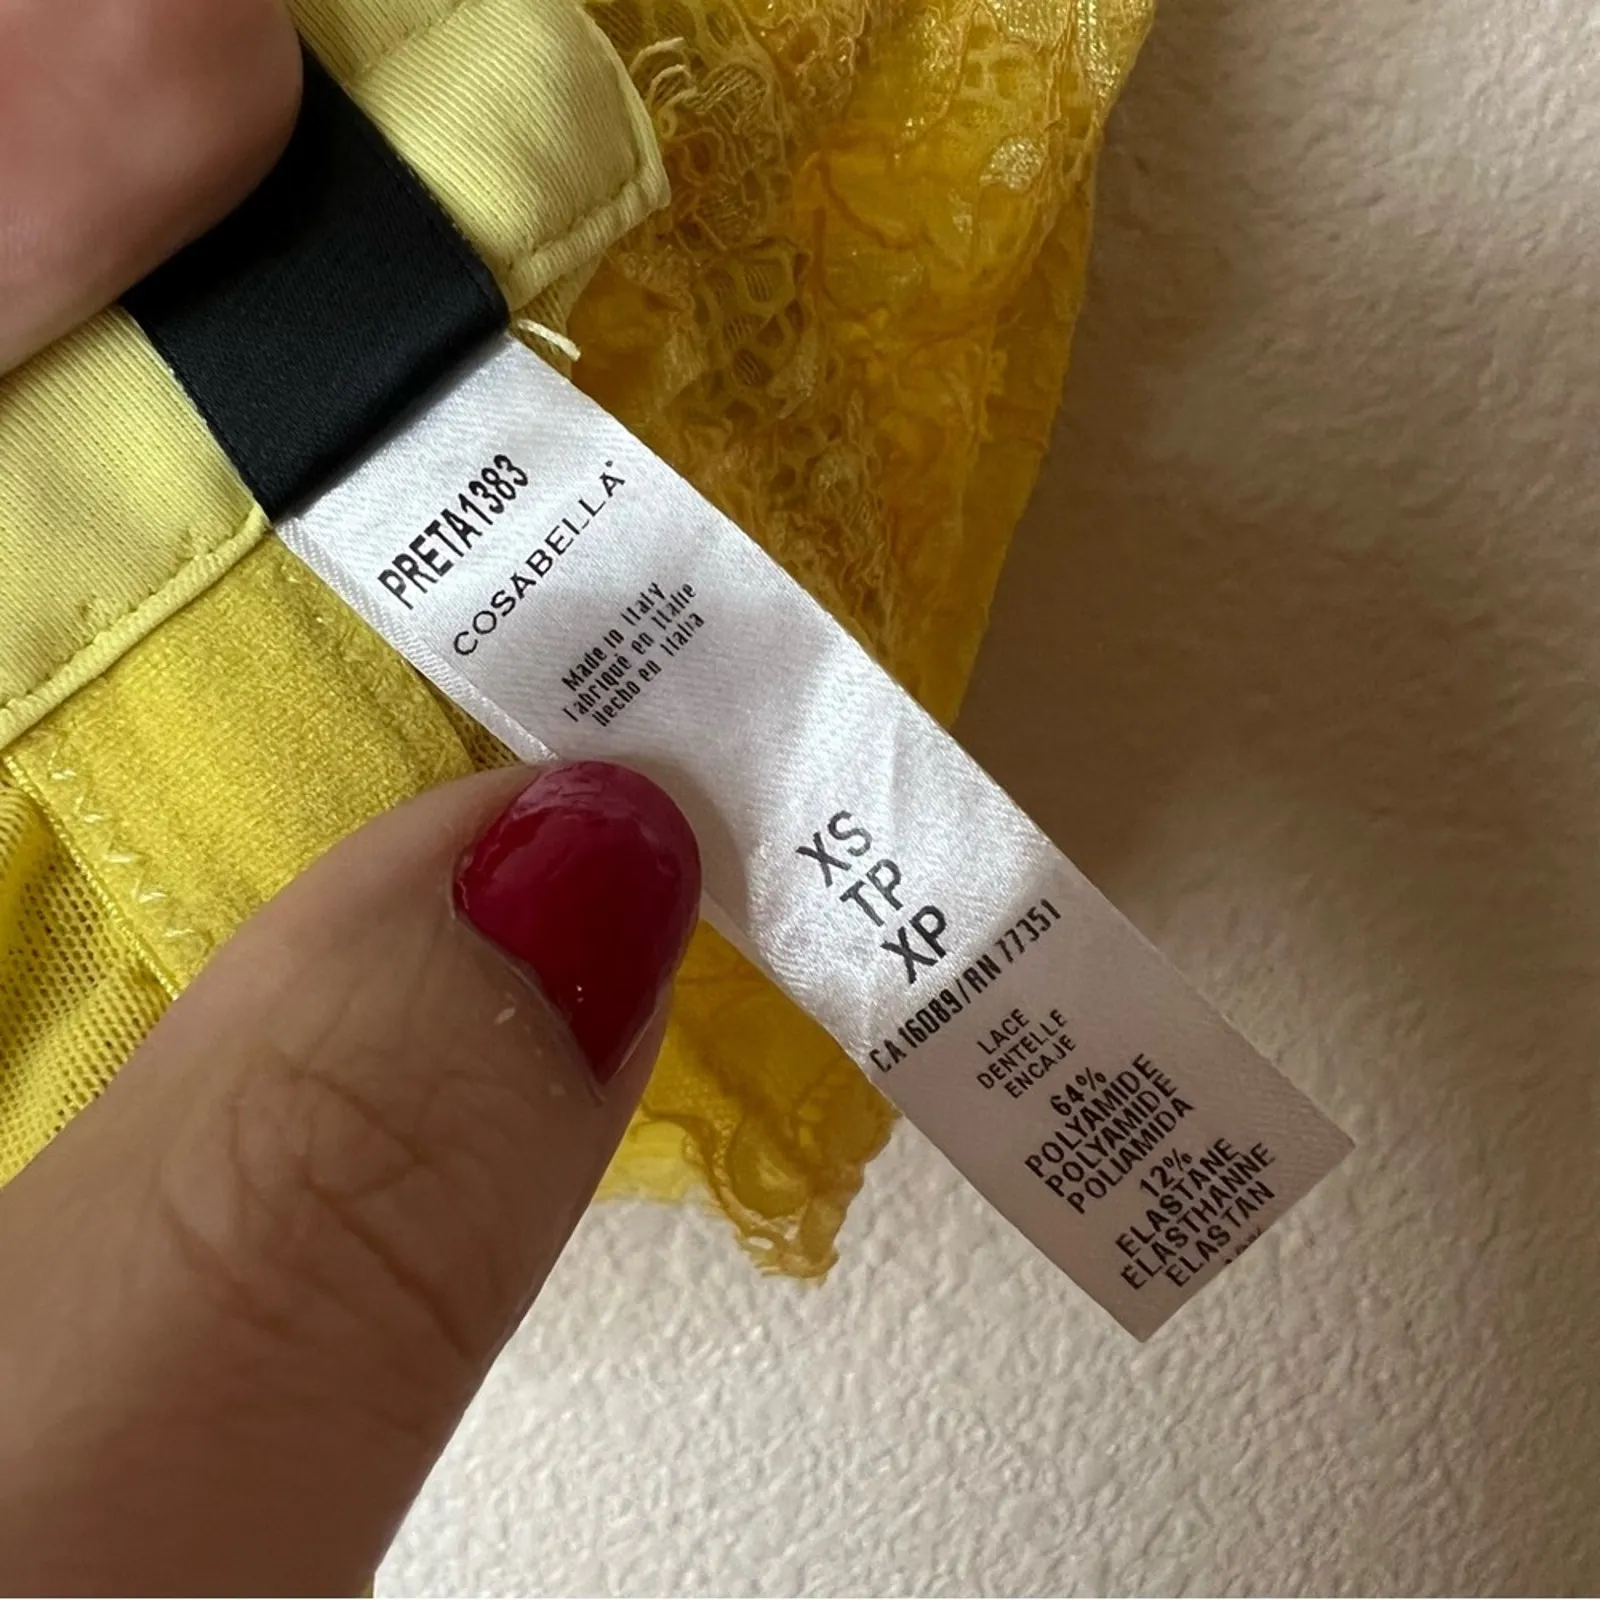 PRETA1383
COSABELLA®
Made in Italy
Fabriqué en Italie
Hecho en Italia
XS
TP
XP
CA 16089/RN 77351
LACE
DENTELLE
ENCAJE
64%
POLYAMIDE
POLYAMIDE
POLIAMIDA
12%
ELASTANE
ELASTHANNE
ELASTAN